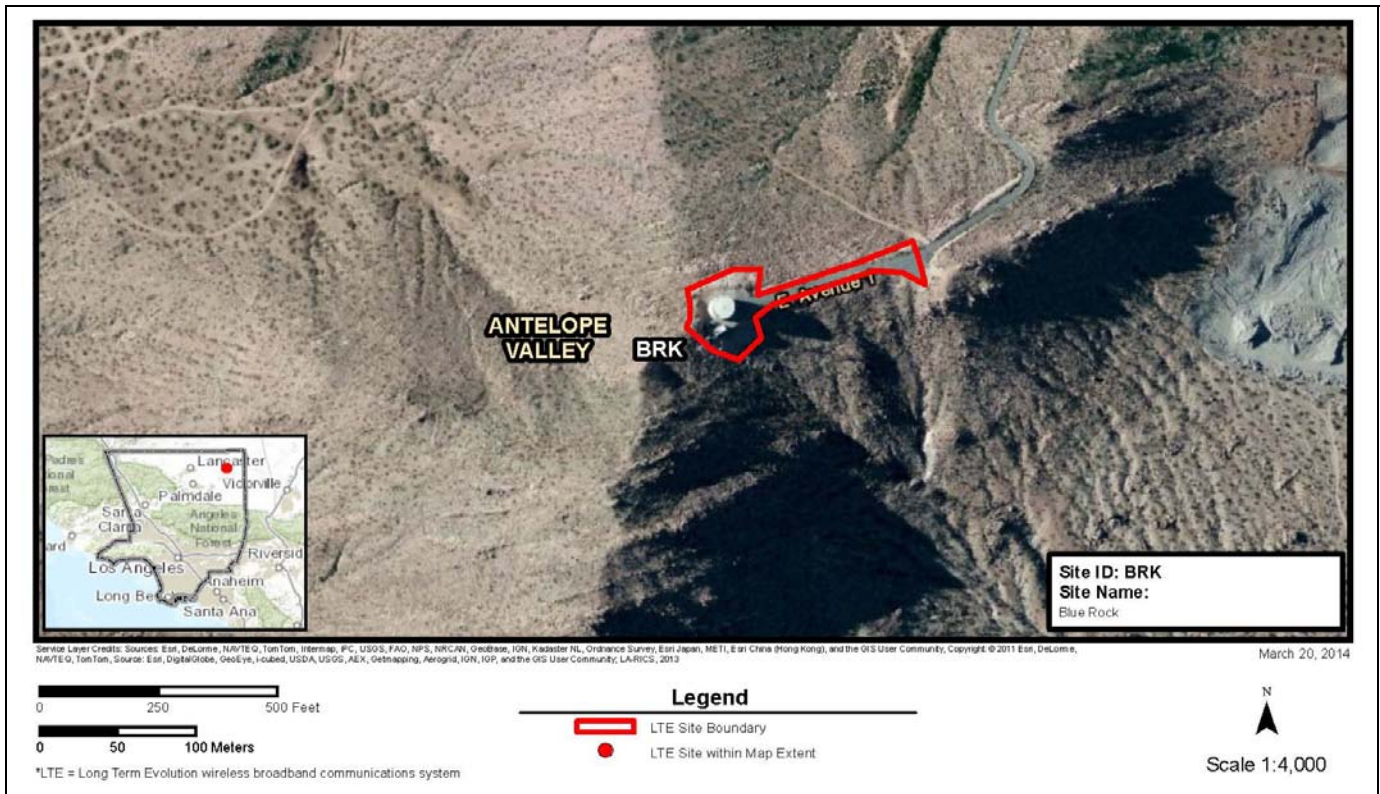 E Avenue T
ANTELOPE
VALLEY
BRK
Lancaster
Victorville
Palmdale
Santa
Clarita
Angeles
National
Forest
Riversid
Los Angeles
Anaheim
Long Beach
Santa Ana
Site ID: BRK
Site Name:
Blue Rock
Service Layer Credits: Sources: Esri, DeLorme, NAVTEQ, TomTom, Intermap, iPC, USGS, FAO, NPS, NRCAN, GeoBase, IGN, Kadaster NL, Ordnance Survey, Esri Japan, METI, Esri China (Hong Kong), and the GIS User Community, Copyright: © 2011 Esri, DeLorme,
NAVTEQ, TomTom, Source: Esri, DigitalGlobe, GeoEye, i-cubed, USDA, USGS, AEX, Getmapping, Aerogrid, IGN, IGP, and the GIS User Community; LA-RICS, 2013
March 20, 2014
0 250 500 Feet
0 50 100 Meters
*LTE = Long Term Evolution wireless broadband communications system
Legend
LTE Site Boundary
LTE Site within Map Extent
N
Scale 1:4,000